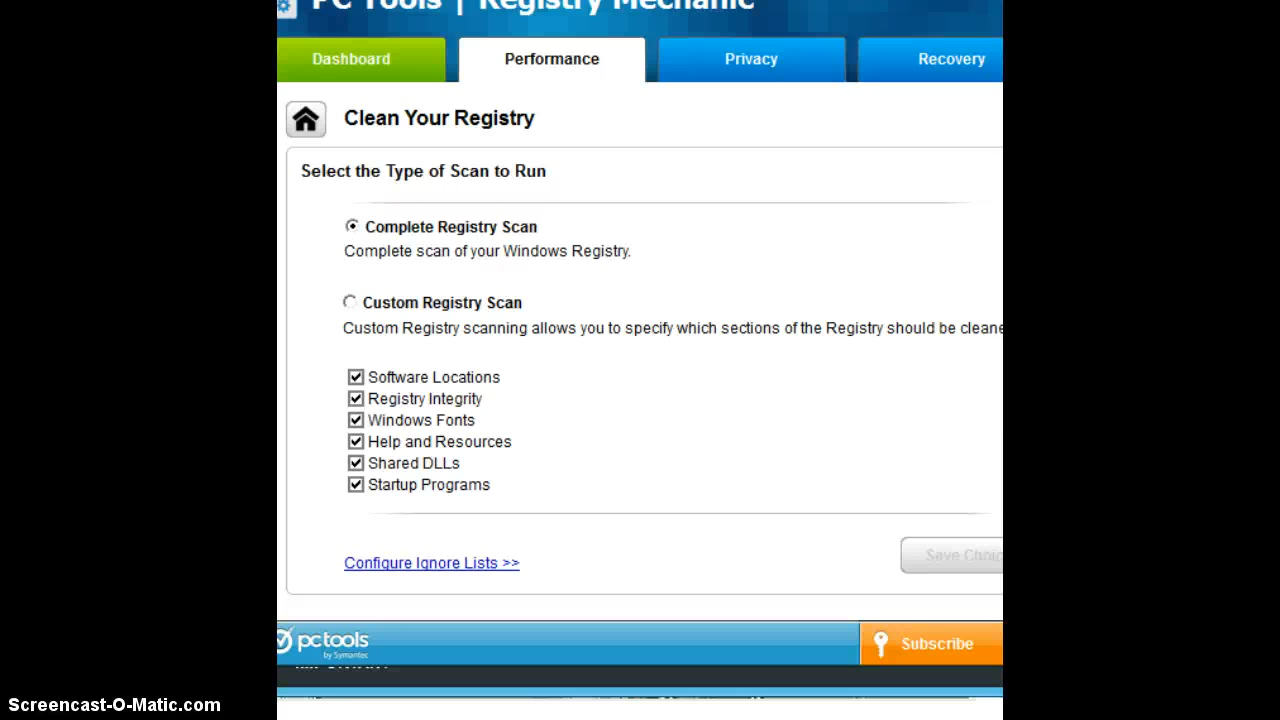 PC Tools | Registry Mechanic
Dashboard
Performance
Privacy
Recovery
Clean Your Registry
Select the Type of Scan to Run
Complete Registry Scan
Complete scan of your Windows Registry.
Custom Registry Scan
Custom Registry scanning allows you to specify which sections of the Registry should be cleane
Software Locations
Registry Integrity
Windows Fonts
Help and Resources
Shared DLLs
Startup Programs
Configure Ignore Lists >>
Save Choic
pctools
by Symantec
Subscribe
Screencast-O-Matic.com